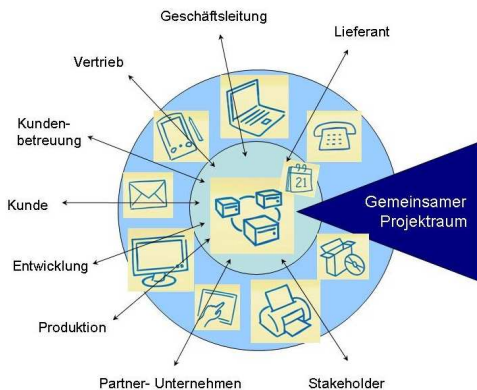 Geschäftsleitung
Lieferant
Vertrieb
Kunden-
betreuung
Kunde
Entwicklung
Produktion
Partner- Unternehmen
Stakeholder
Gemeinsamer
Projektraum
21